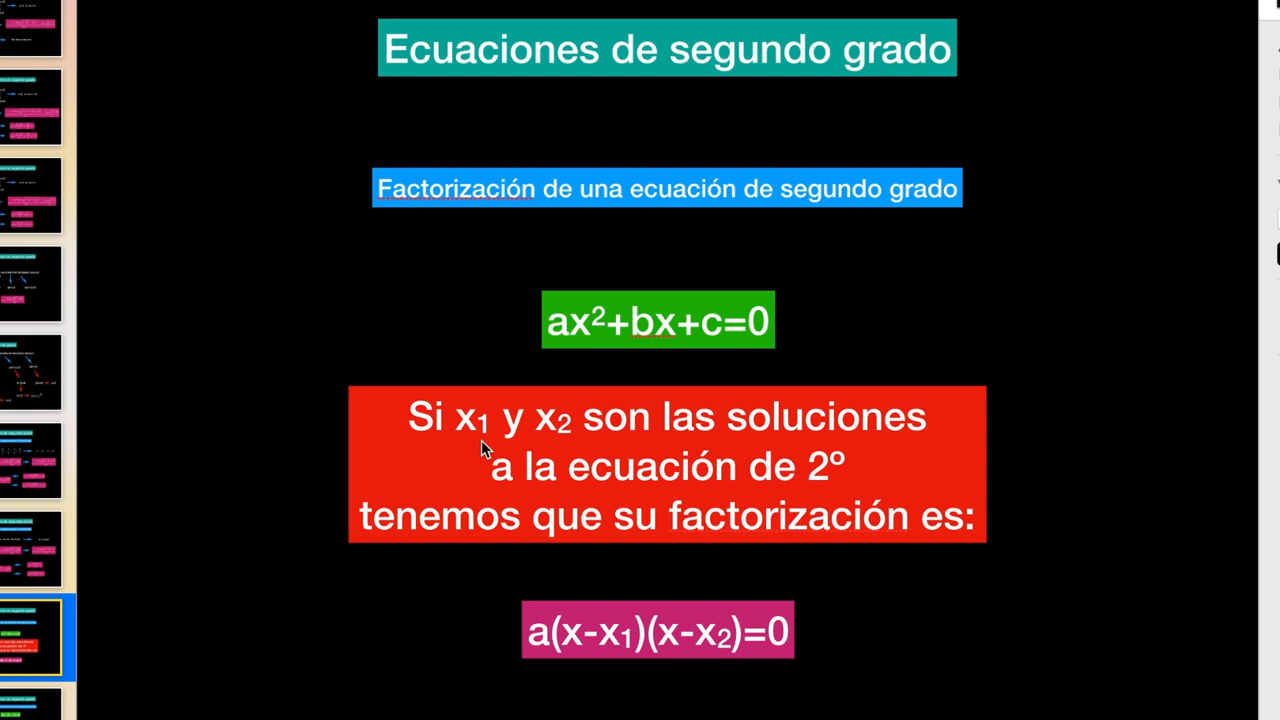 Ecuaciones de segundo grado
Factorización de una ecuación de segundo grado
ax²+bx+c=0
Si x₁ y x₂ son las soluciones
a la ecuación de 2º
tenemos que su factorización es:
a(x-x₁)(x-x₂)=0